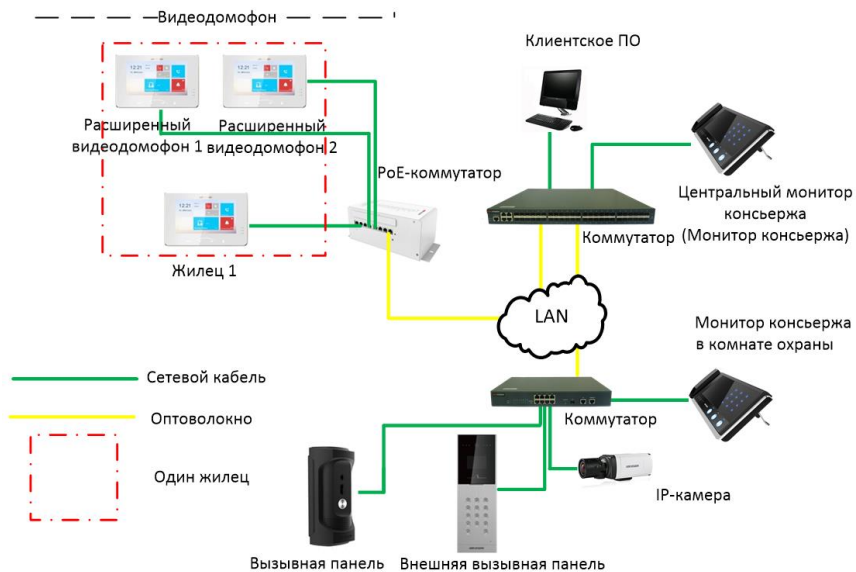 Видеодомофон
Клиентское ПО
Расширенный
видеодомофон 1
Расширенный
видеодомофон 2
PoE-коммутатор
Жилец 1
Коммутатор
Центральный монитор
консьержа
(Монитор консьержа)
LAN
Монитор консьержа
в комнате охраны
Сетевой кабель
Оптоволокно
Коммутатор
Один жилец
IP-камера
Вызывная панель
Внешняя вызывная панель